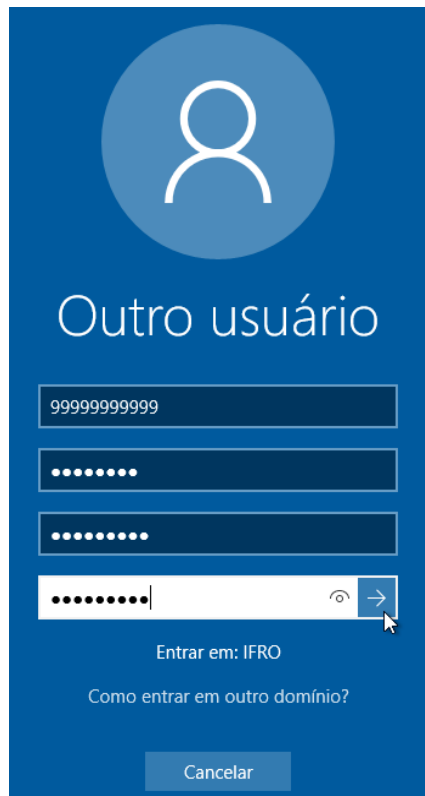 Outro usuário
99999999999
●●●●●●●●
●●●●●●●●●
●●●●●●●●●
Entrar em: IFRO
Como entrar em outro domínio?
Cancelar